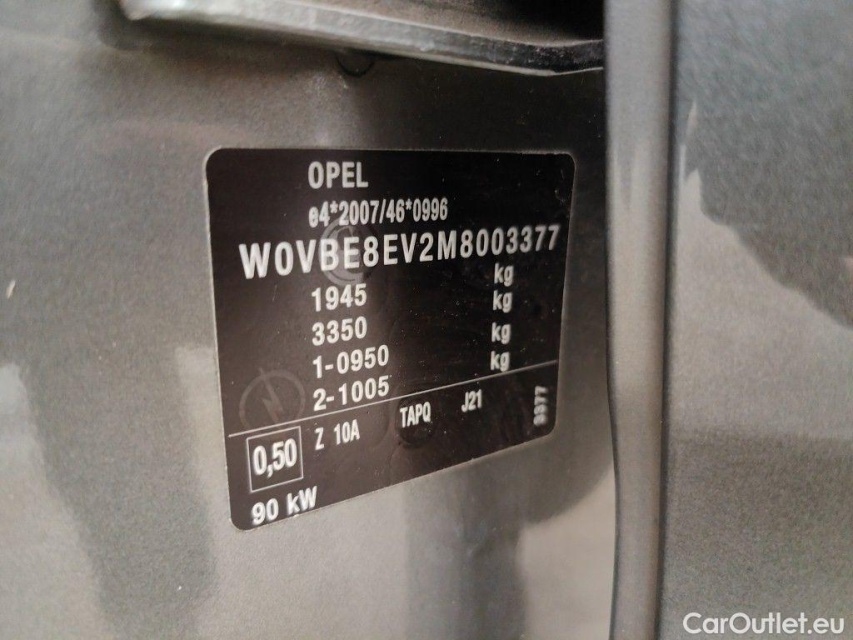 OPEL
e4*2007/46*0996
W0VBE8EV2M8003377
kg
1945 kg
3350 kg
1-0950 kg
2-1005
0,50 Z 10A TAPQ J21
90 kW
CarOutlet.eu